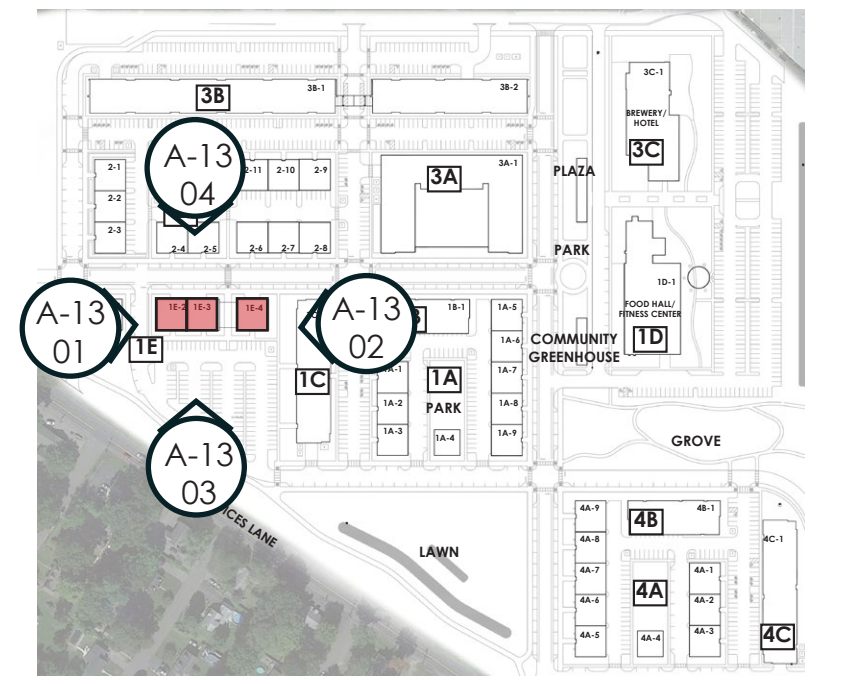 3B-1
3B
3B-2
3C-1
BREWERY/
HOTEL
3C
A-13
04
2-1
2-2
2-3
2-11
2-10
2-9
3A-1
3A
PLAZA
2-4
2-5
2-6
2-7
2-8
PARK
1D-1
FOOD HALL/
FITNESS CENTER
1D
A-13
01
1E
1E-2
1E-3
1E-4
A-13
02
1B-1
1A-5
1A-6
COMMUNITY
GREENHOUSE
1C
1A
1A-7
1A-2
PARK
1A-8
1A-3
1A-4
1A-9
GROVE
A-13
03
LANE
LAWN
4A-9
4B
4B-1
4A-8
4C-1
4A-7
4A-1
4A
4A-6
4A-2
4A-5
4A-4
4A-3
4C